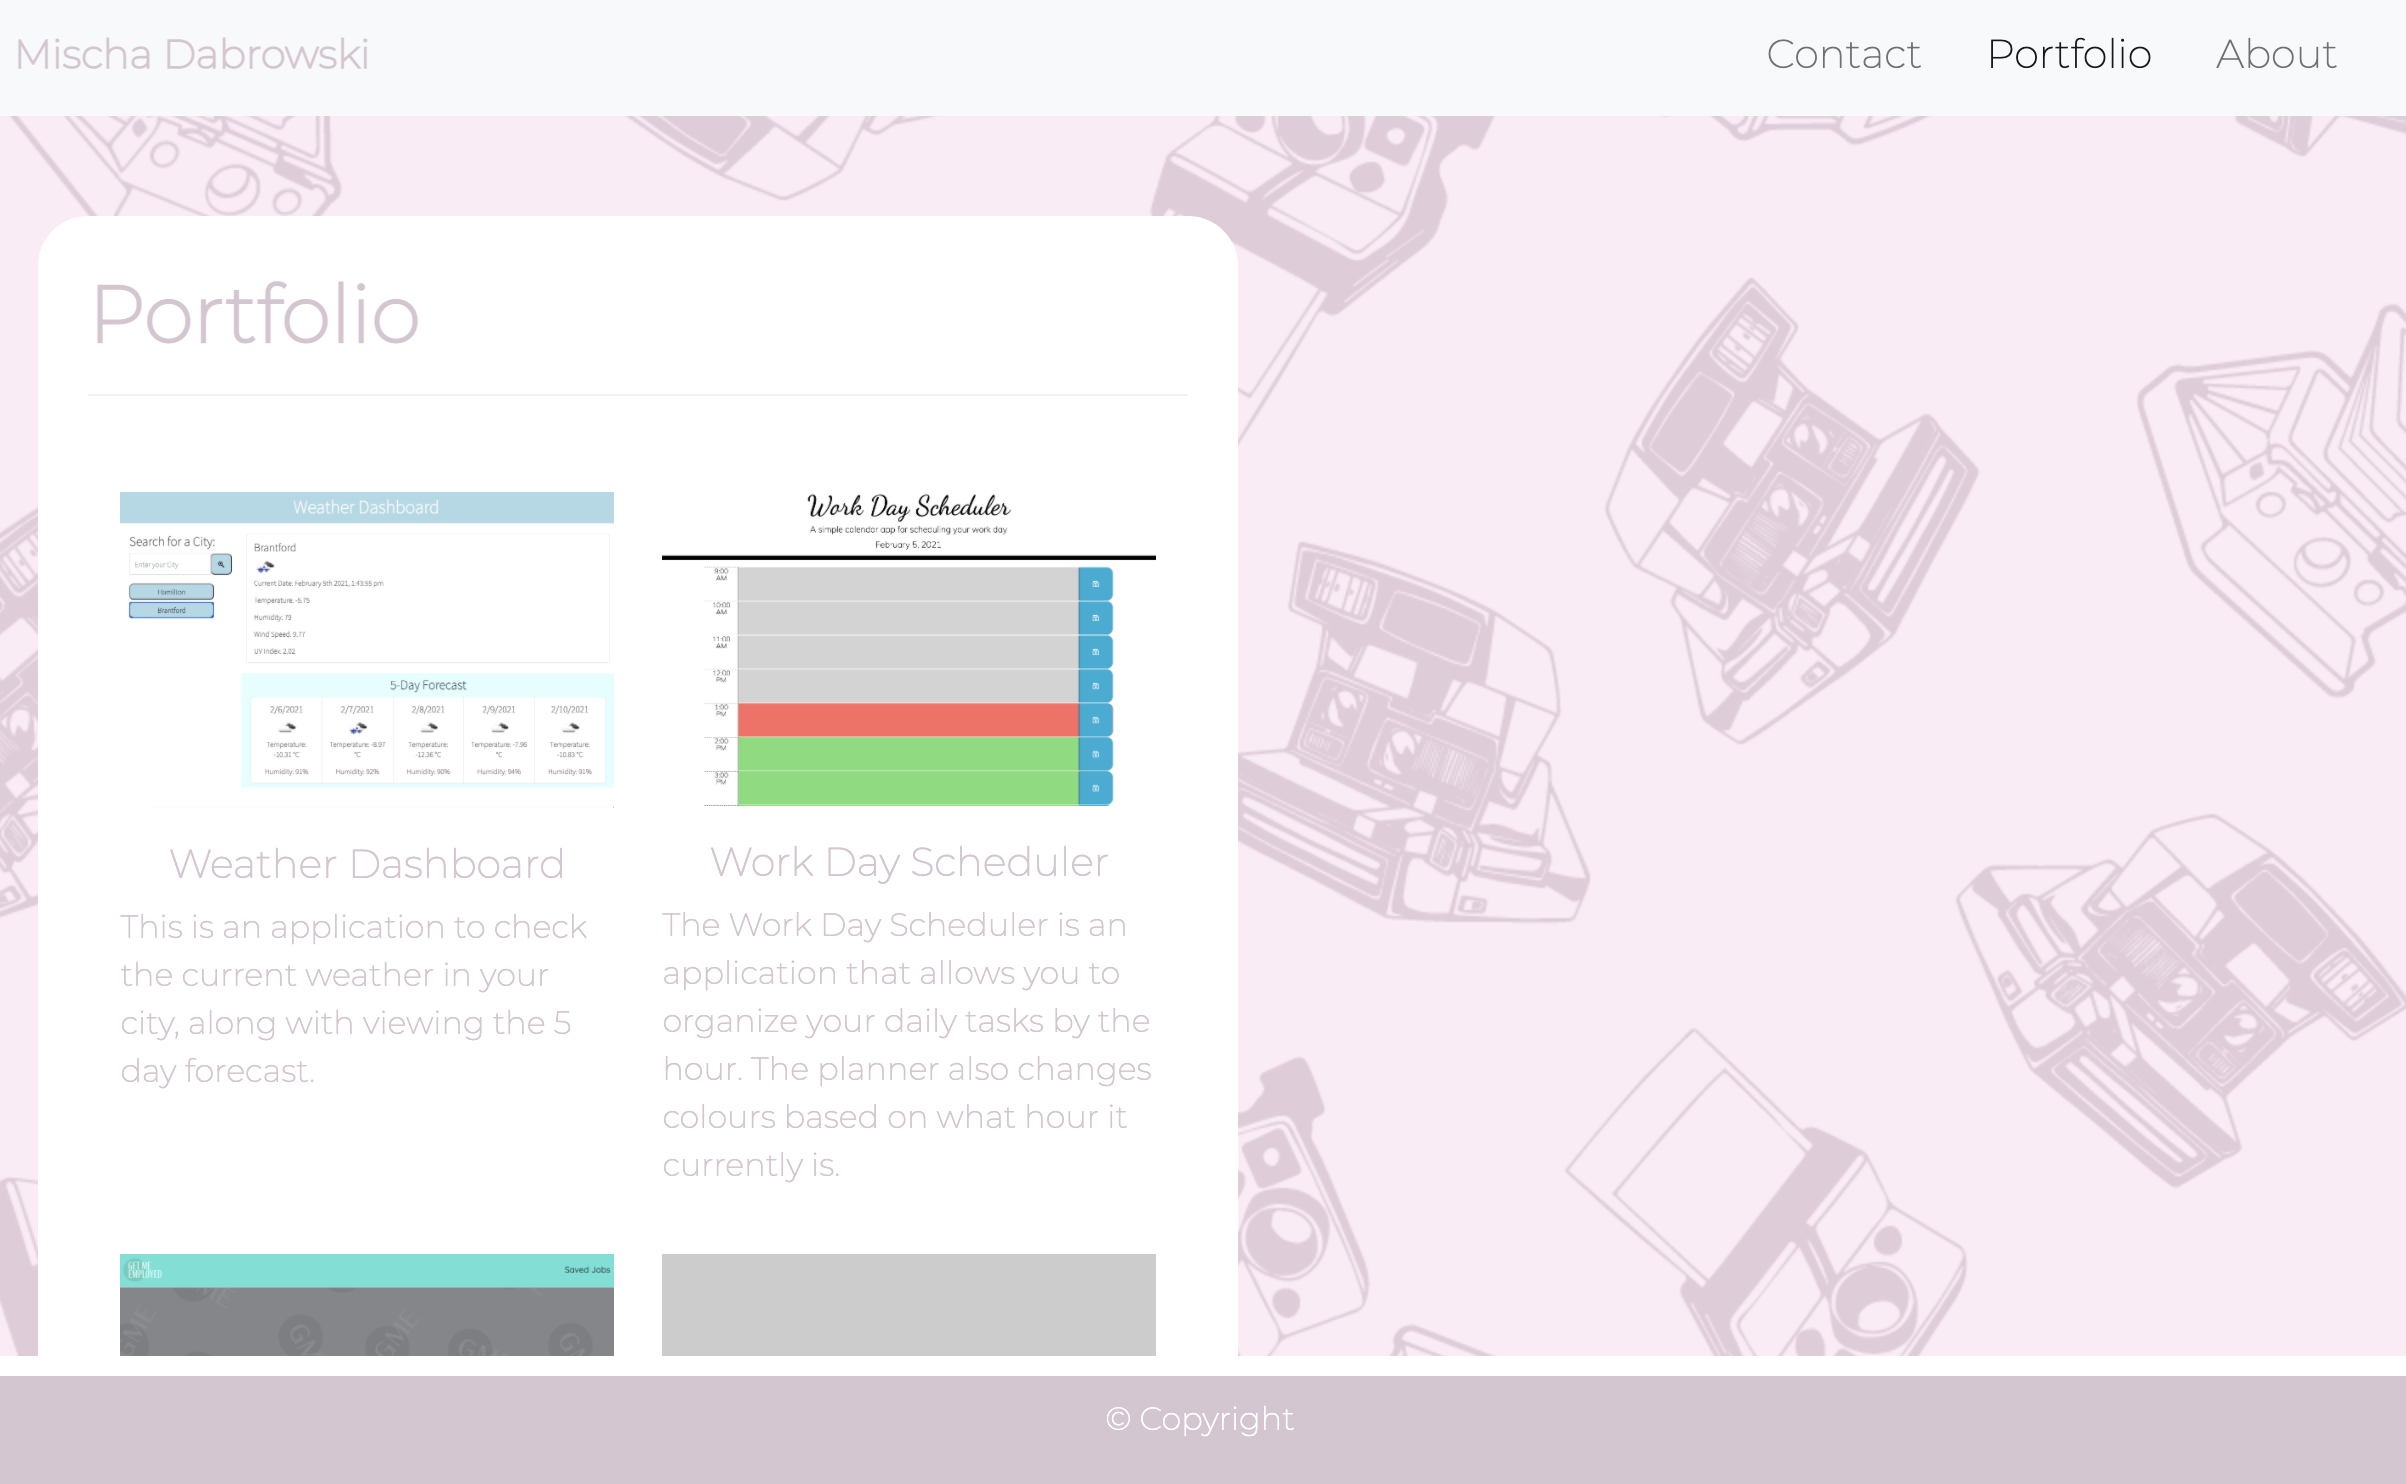 Mischa Dabrowski
Contact Portfolio About
Portfolio
Weather Dashboard
Search for a City:
Enter your City
Hamilton
Brantford
Brantford
Current Date: February 5th 2021, 1:43:55 pm
Temperature: -5.75
Humidity: 79
Wind Speed: 9.77
UV Index: 2.02
5-Day Forecast
2/6/2021 2/7/2021 2/8/2021 2/9/2021 2/10/2021
Temperature: Temperature: -8.97 Temperature: Temperature: -7.96 Temperature:
-10.31 °C °C -12.36 °C °C -10.83 °C
Humidity: 91% Humidity: 92% Humidity: 90% Humidity: 94% Humidity: 91%
Work Day Scheduler
A simple calendar app for scheduling your work day
February 5, 2021
9:00
AM
10:00
AM
11:00
AM
12:00
PM
1:00
PM
2:00
PM
3:00
PM
Weather Dashboard
This is an application to check
the current weather in your
city, along with viewing the 5
day forecast.
Work Day Scheduler
The Work Day Scheduler is an
application that allows you to
organize your daily tasks by the
hour. The planner also changes
colours based on what hour it
currently is.
GET ME
EMPLOYED
Saved Jobs
GME
GME
GME
© Copyright